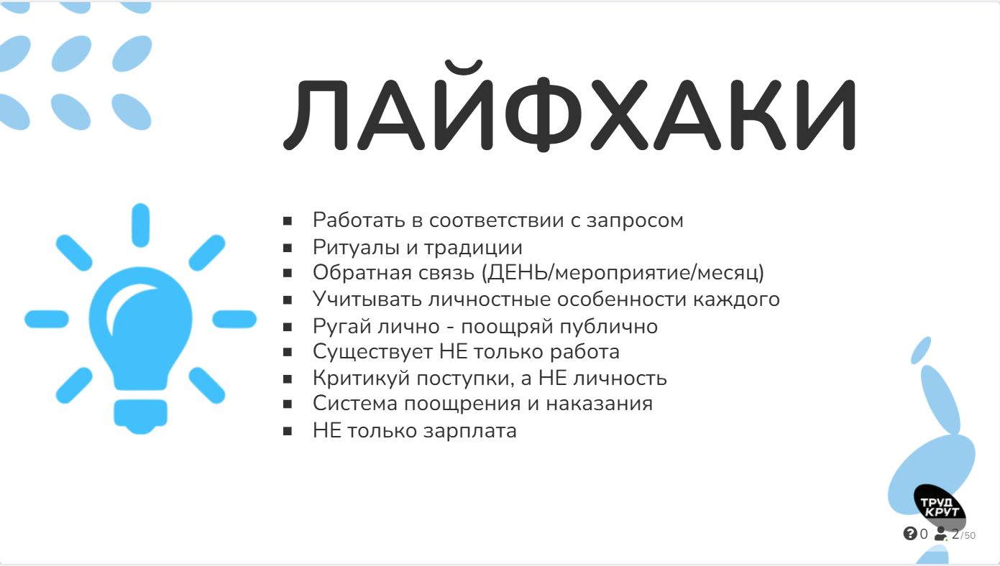 ЛАЙФХАКИ
Работать в соответствии с запросом
Ритуалы и традиции
Обратная связь (ДЕНЬ/мероприятие/месяц)
Учитывать личностные особенности каждого
Ругай лично - поощряй публично
Существует НЕ только работа
Критикуй поступки, а НЕ личность
Система поощрения и наказания
НЕ только зарплата
ТРУД
КРУТ
0 2/50